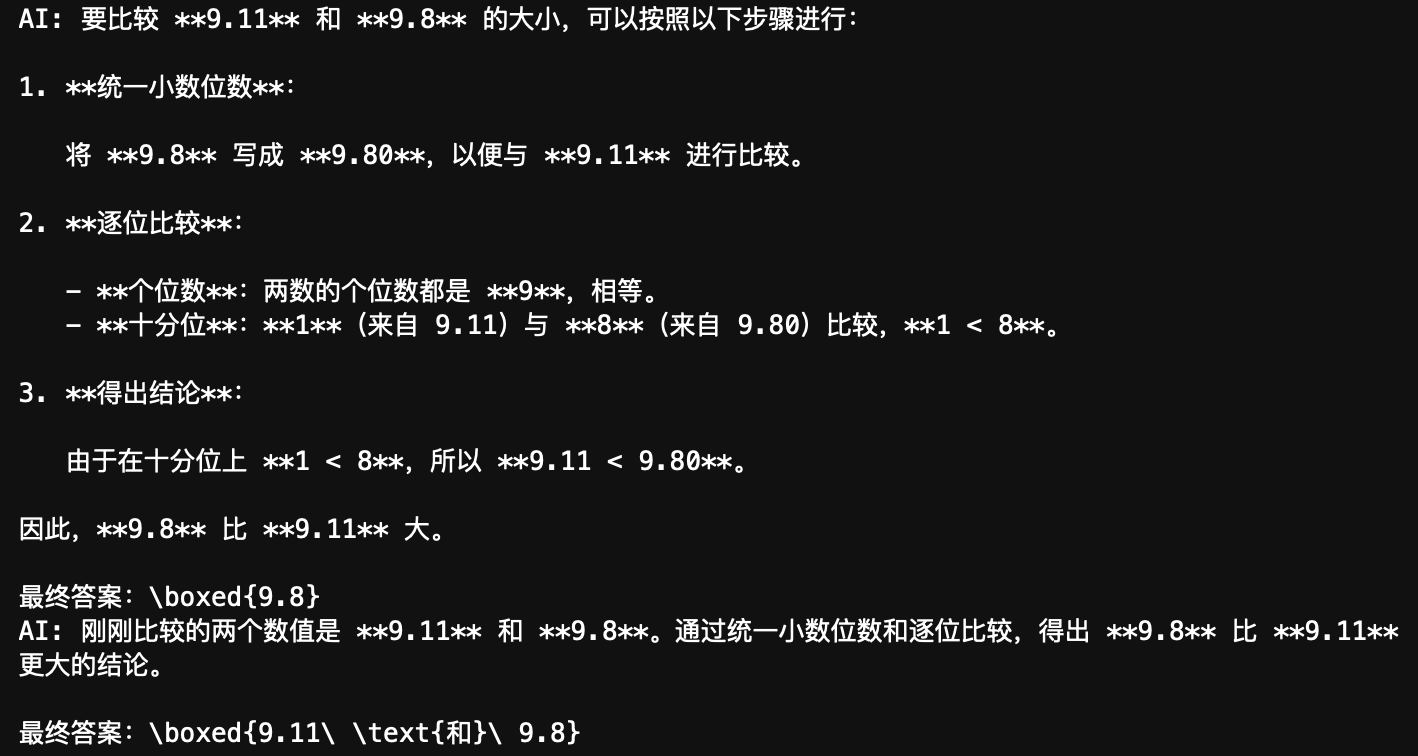 AI: 要比较 **9.11** 和 **9.8** 的大小，可以按照以下步骤进行：
1. **统一小数位数**：
将 **9.8** 写成 **9.80**，以便与 **9.11** 进行比较。
2. **逐位比较**：
- **个位数**：两数的个位数都是 **9**，相等。
- **十分位**：**1**（来自 9.11）与 **8**（来自 9.80）比较，**1 < 8**。
3. **得出结论**：
由于在十分位上 **1 < 8**，所以 **9.11 < 9.80**。
因此，**9.8** 比 **9.11** 大。
最终答案：\boxed{9.8}
AI: 刚刚比较的两个数值是 **9.11** 和 **9.8**。通过统一小数位数和逐位比较，得出 **9.8** 比 **9.11**
更大的结论。
最终答案：\boxed{9.11\ \text{和}\ 9.8}